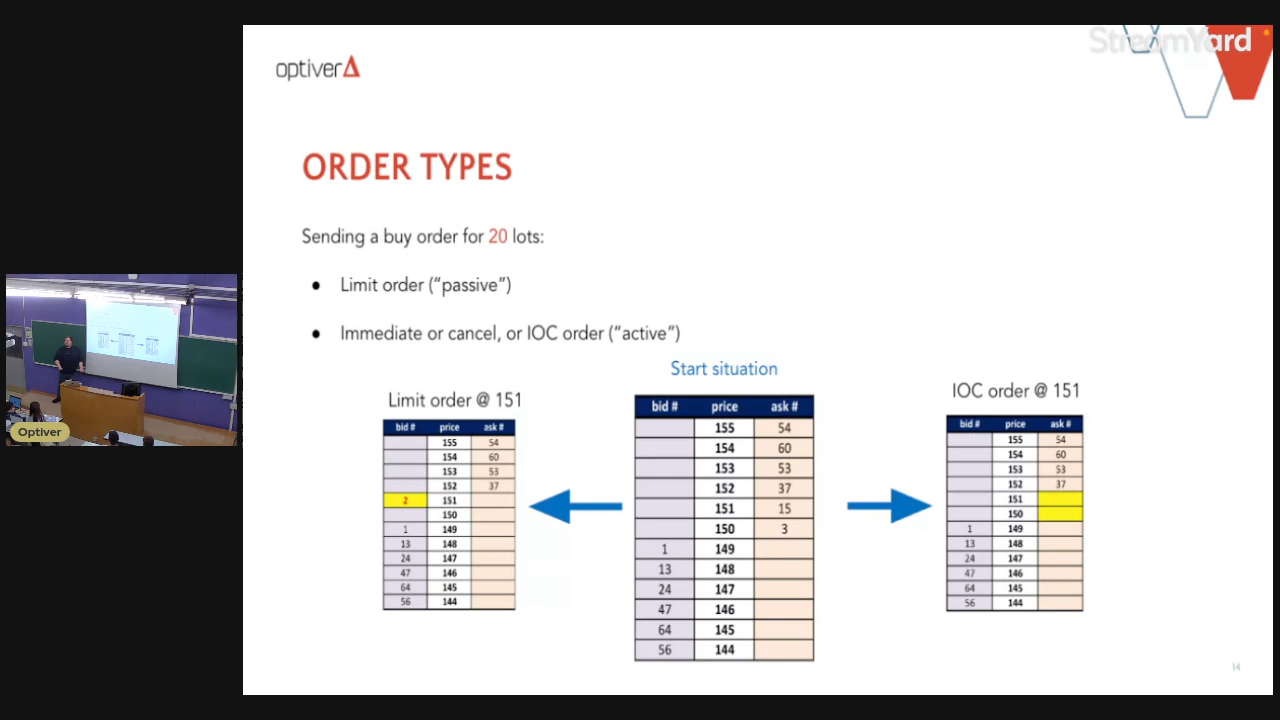 StreamYard
optiver
ORDER TYPES
Sending a buy order for 20 lots:
• Limit order (“passive”)
• Immediate or cancel, or IOC order (“active”)
Start situation
Limit order @ 151
bid # price ask #
155 54
154 60
153 53
152 37
2 151
150
1 149
13 148
24 147
47 146
64 145
56 144
bid # price ask #
155 54
154 60
153 53
152 37
151 15
150 3
1 149
13 148
24 147
47 146
64 145
56 144
IOC order @ 151
bid # price ask #
155 54
154 60
153 53
152 37
151
150
1 149
13 148
24 147
47 146
64 145
56 144
Optiver
14